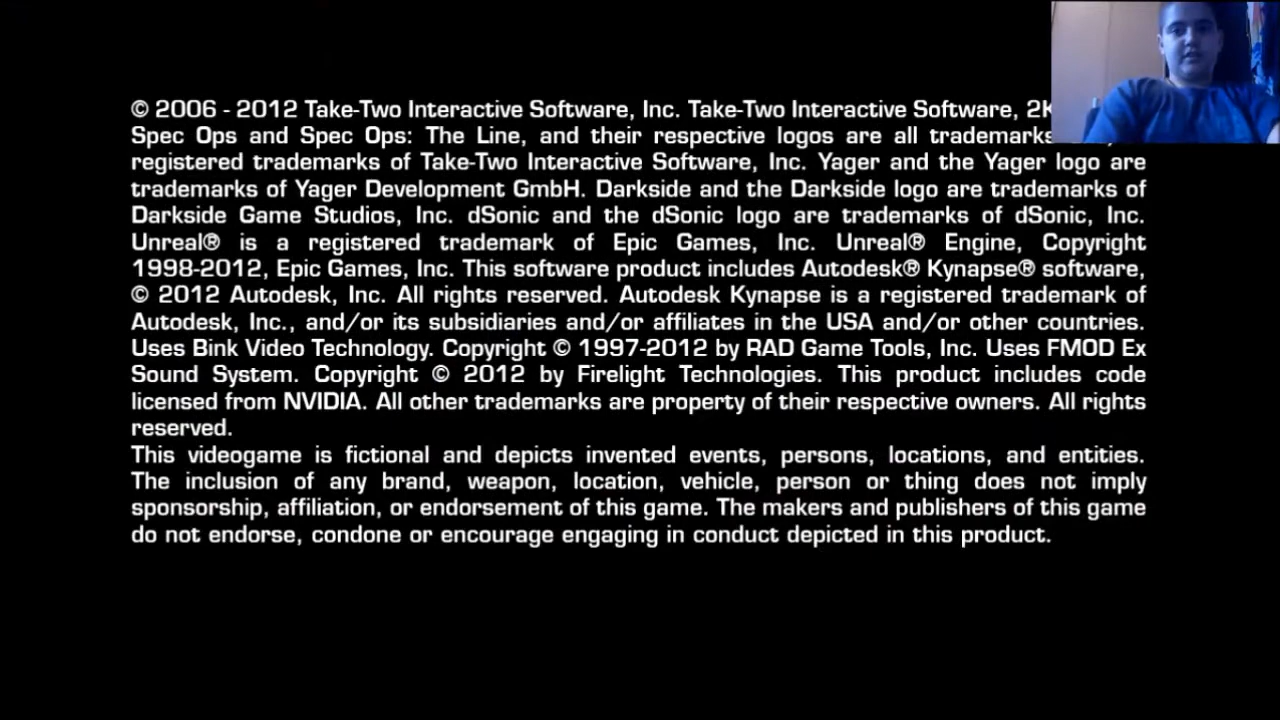 © 2006 - 2012 Take-Two Interactive Software, Inc. Take-Two Interactive Software,
Spec Ops and Spec Ops: The Line, and their respective logos are all trademarks
registered trademarks of Take-Two Interactive Software, Inc. Yager and the Yager logo are
trademarks of Yager Development GmbH. Darkside and the Darkside logo are trademarks of
Darkside Game Studios, Inc. dSonic and the dSonic logo are trademarks of dSonic, Inc.
Unreal® is a registered trademark of Epic Games, Inc. Unreal® Engine, Copyright
1998-2012, Epic Games, Inc. This software product includes Autodesk® Kynapse® software,
© 2012 Autodesk, Inc. All rights reserved. Autodesk Kynapse is a registered trademark of
Autodesk, Inc., and/or its subsidiaries and/or affiliates in the USA and/or other countries.
Uses Bink Video Technology. Copyright © 1997-2012 by RAD Game Tools, Inc. Uses FMOD Ex
Sound System. Copyright © 2012 by Firelight Technologies. This product includes code
licensed from NVIDIA. All other trademarks are property of their respective owners. All rights
reserved.
This videogame is fictional and depicts invented events, persons, locations, and entities.
The inclusion of any brand, weapon, location, vehicle, person or thing does not imply
sponsorship, affiliation, or endorsement of this game. The makers and publishers of this game
do not endorse, condone or encourage engaging in conduct depicted in this product.